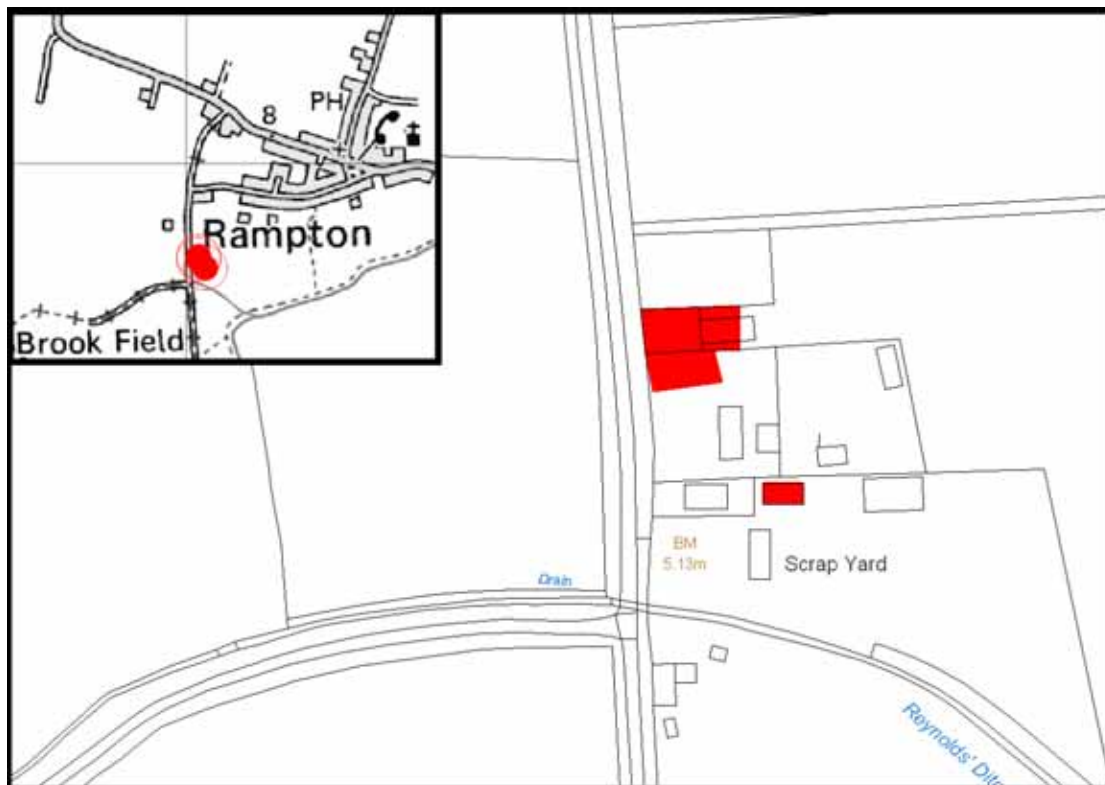 8
PH
Rampton
Brook Field
BM
5.13m
Scrap Yard
Drain
Reynolds' Ditc